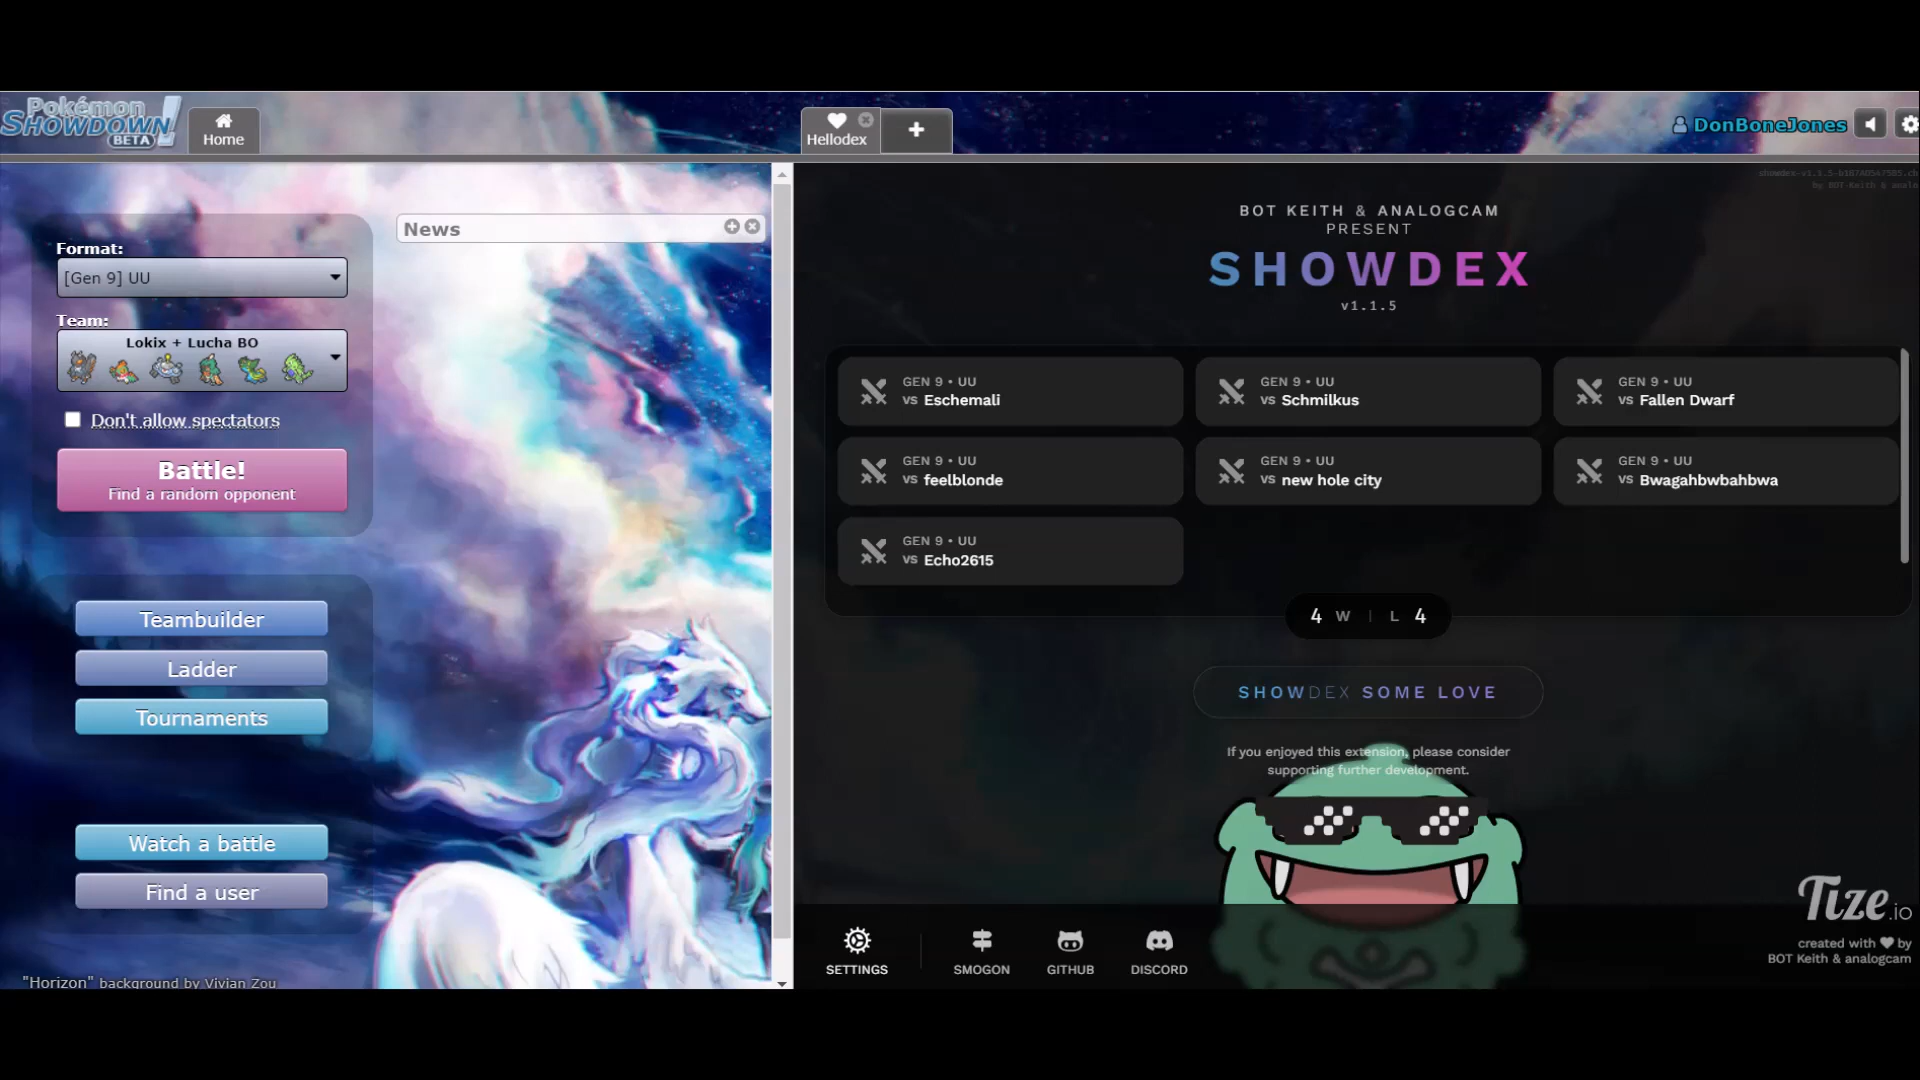 Pokémon
SHOWDOWN!
BETA
Home
Hellodex
DonBoneJones
Format:
[Gen 9] UU
Team:
Lokix + Lucha BO
Don't allow spectators
Battle!
Find a random opponent
Teambuilder
Ladder
Tournaments
Watch a battle
Find a user
"Horizon" background by Vivian Zou
News
BOT KEITH & ANALOGCAM
PRESENT
SHOWDEX
v1.1.5
GEN 9 • UU
vs Eschemali
GEN 9 • UU
vs Schmilkus
GEN 9 • UU
vs Fallen Dwarf
GEN 9 • UU
vs feelblonde
GEN 9 • UU
vs new hole city
GEN 9 • UU
vs Bwagahbwbahbwa
GEN 9 • UU
vs Echo2615
4 W | L 4
SHOWDEX SOME LOVE
If you enjoyed this extension, please consider
supporting further development.
SETTINGS
SMOGON
GITHUB
DISCORD
Tize.io
created with ♥ by
BOT Keith & analogcam